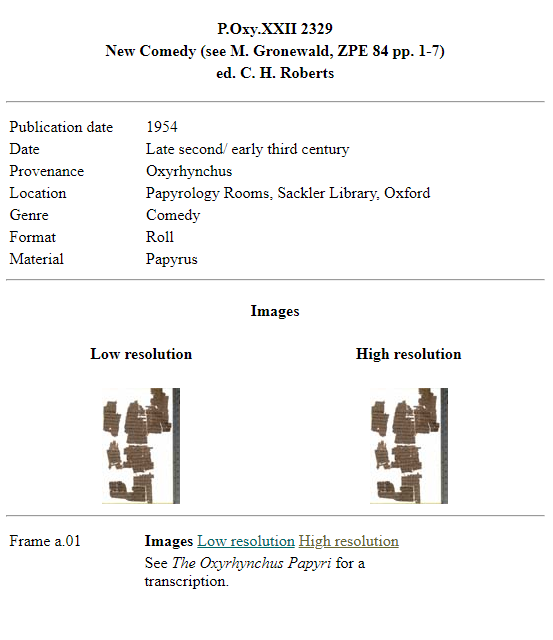 P.Oxy.XXII 2329
New Comedy (see M. Gronewald, ZPE 84 pp. 1-7)
ed. C. H. Roberts
Publication date 1954
Date Late second/ early third century
Provenance Oxyrhynchus
Location Papyrology Rooms, Sackler Library, Oxford
Genre Comedy
Format Roll
Material Papyrus
Images
Low resolution High resolution
Frame a.01 Images Low resolution High resolution
See The Oxyrhynchus Papyri for a
transcription.